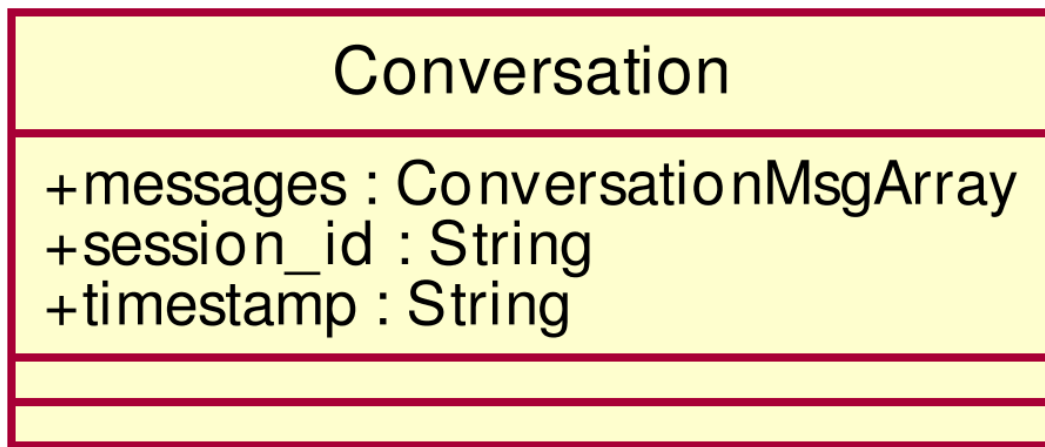 Conversation
+messages : ConversationMsgArray
+session_id : String
+timestamp : String